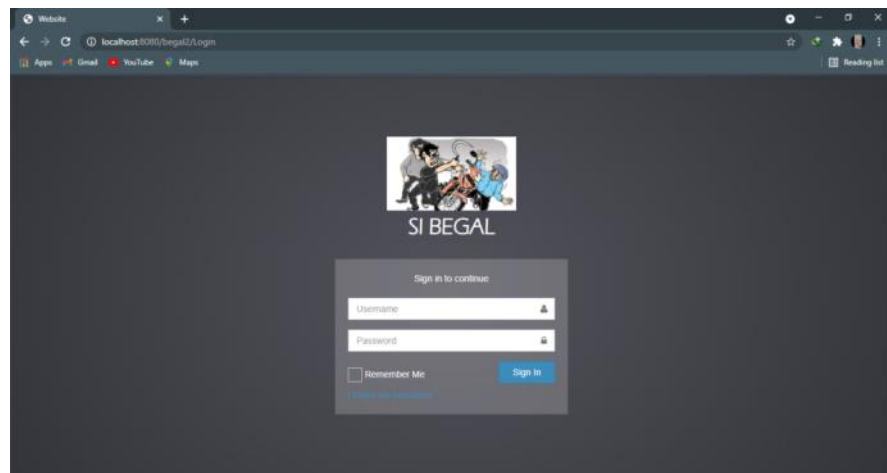 Website
localhost:8080/begal2/Login
Apps Gmail YouTube Maps Reading list
SI BEGAL
Sign in to continue
Username
Password
Remember Me Sign In